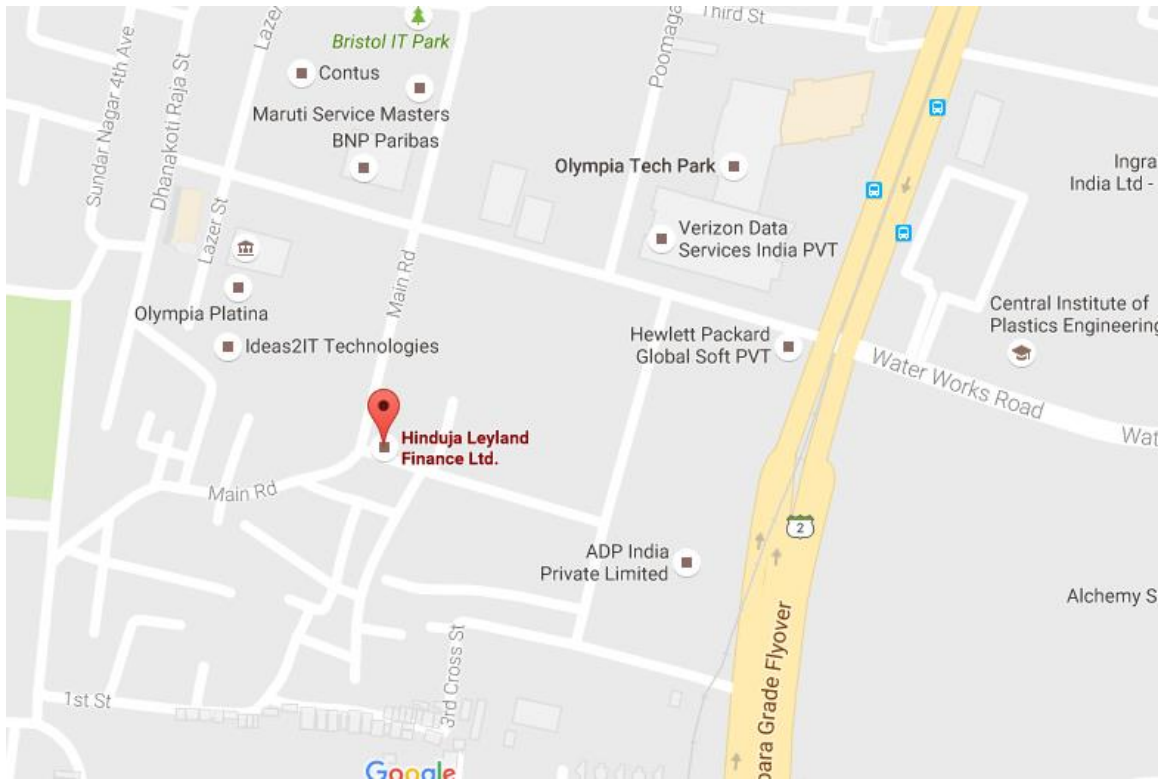 Third St
Bristol IT Park
Contus
Maruti Service Masters
BNP Paribas
Sundar Nagar 4th Ave
Dhanakoti Raja St
Lazer
Lazer St
Poomaga
Olympia Tech Park
Ingra
India Ltd -
Verizon Data
Services India PVT
Main Rd
Olympia Platina
Ideas2IT Technologies
Hewlett Packard
Global Soft PVT
Central Institute of
Plastics Engineering
Water Works Road
Wat
Hinduja Leyland
Finance Ltd.
Main Rd
2
ADP India
Private Limited
Alchemy S
para Grade Flyover
3rd Cross St
1st St
Google